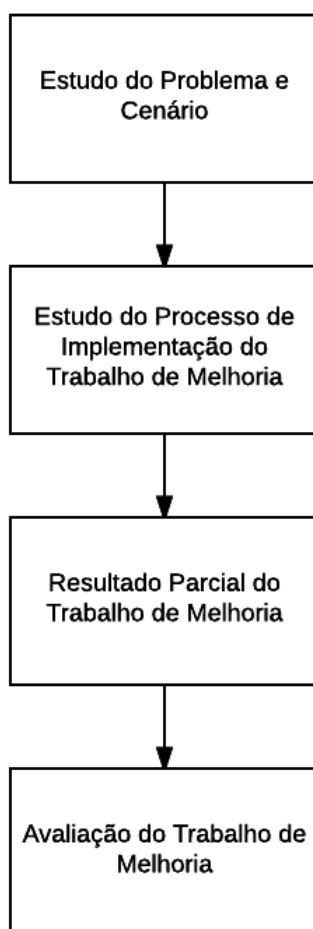 Estudo do Problema e
Cenário
Estudo do Processo de
Implementação do
Trabalho de Melhoria
Resultado Parcial do
Trabalho de Melhoria
Avaliação do Trabalho de
Melhoria